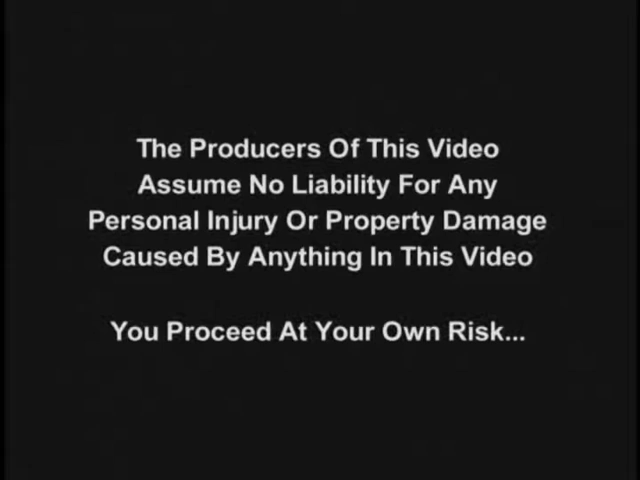 The Producers Of This Video
Assume No Liability For Any
Personal Injury Or Property Damage
Caused By Anything In This Video
You Proceed At Your Own Risk...